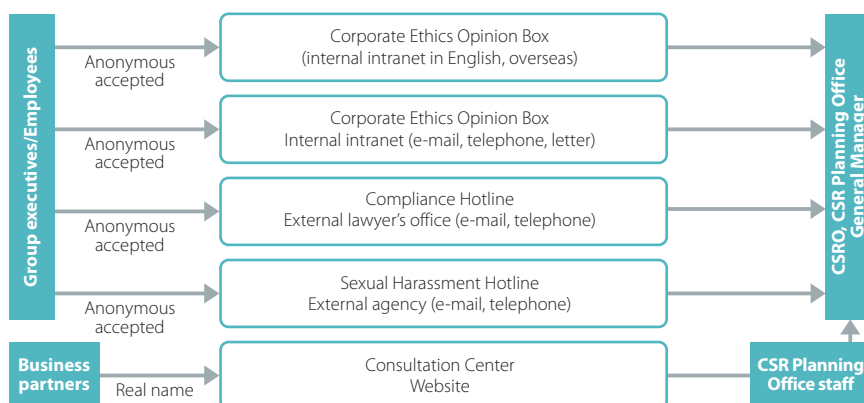 Group executives/Employees
Anonymous
accepted
Corporate Ethics Opinion Box
(internal intranet in English, overseas)
Anonymous
accepted
Corporate Ethics Opinion Box
Internal intranet (e-mail, telephone, letter)
Anonymous
accepted
Compliance Hotline
External lawyer's office (e-mail, telephone)
Anonymous
accepted
Sexual Harassment Hotline
External agency (e-mail, telephone)
CSRO, CSR Planning Office
General Manager
Business
partners
Real name
Consultation Center
Website
CSR Planning
Office staff